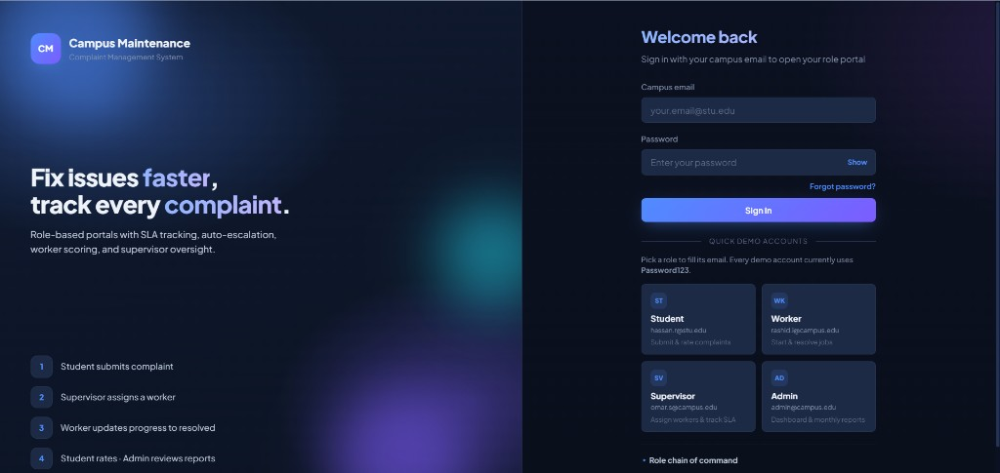 CM
Campus Maintenance
Complaint Management System
Fix issues faster,
track every complaint.
Role-based portals with SLA tracking, auto-escalation,
worker scoring, and supervisor oversight.
1 Student submits complaint
2 Supervisor assigns a worker
3 Worker updates progress to resolved
4 Student rates · Admin reviews reports
Welcome back
Sign in with your campus email to open your role portal
Campus email
your.email@stu.edu
Password
Enter your password Show
Forgot password?
Sign In
QUICK DEMO ACCOUNTS
Pick a role to fill its email. Every demo account currently uses
Password123.
ST
Student
hassan.r@stu.edu
Submit & rate complaints
WK
Worker
rashid.i@campus.edu
Start & resolve jobs
SV
Supervisor
omar.s@campus.edu
Assign workers & track SLA
AD
Admin
admin@campus.edu
Dashboard & monthly reports
Role chain of command